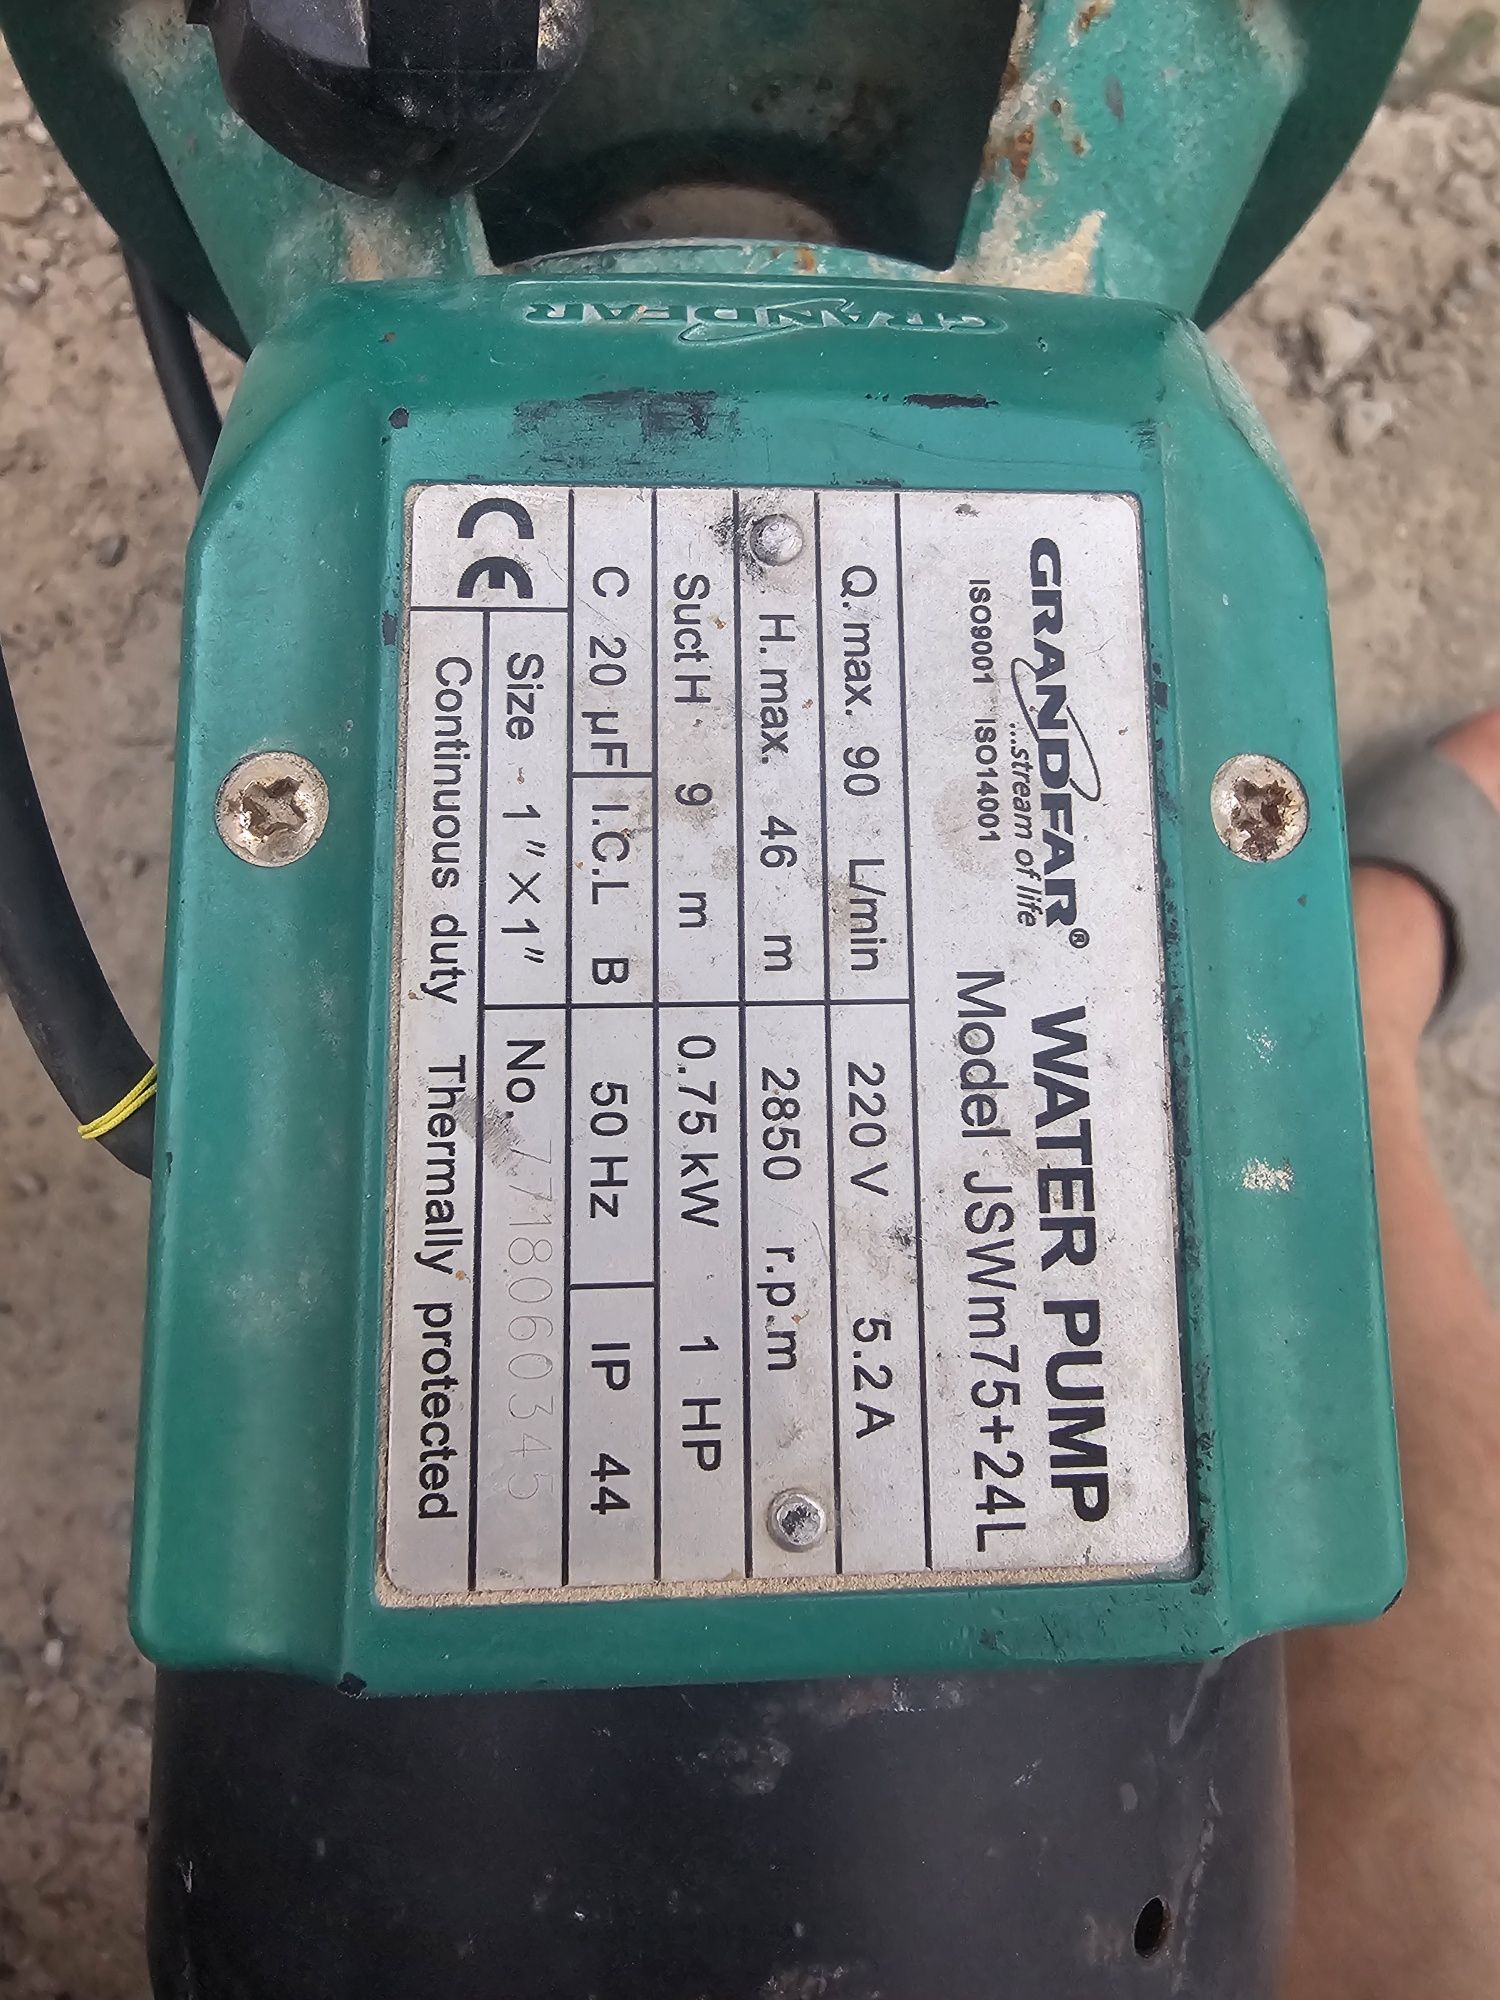 GRANDFAR
GRANDFAR® WATER PUMP
...stream of life
ISO9001 ISO14001 Model JSWm75+24L
Q.max. 90 L/min 220 V 5.2 A
H.max. 46 m 2850 r.p.m
Suct H 9 m 0.75 kW 1 HP
C 20 µF I.C.L B 50 Hz IP 44
CE Size 1"×1" No. 7718060345
Continuous duty Thermally protected